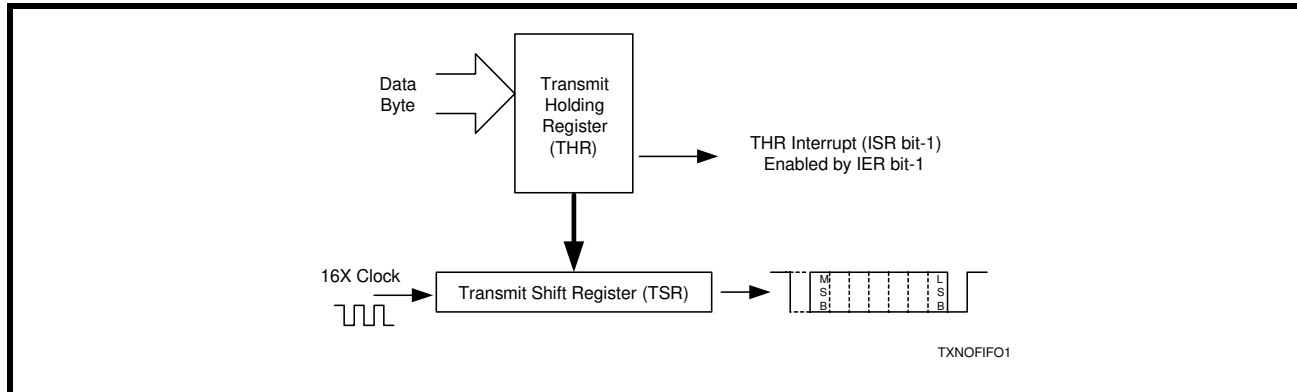 Data
Byte
Transmit
Holding
Register
(THR)
THR Interrupt (ISR bit-1)
Enabled by IER bit-1
16X Clock
Transmit Shift Register (TSR)
M
S
B
L
S
B
TXNOFIFO1